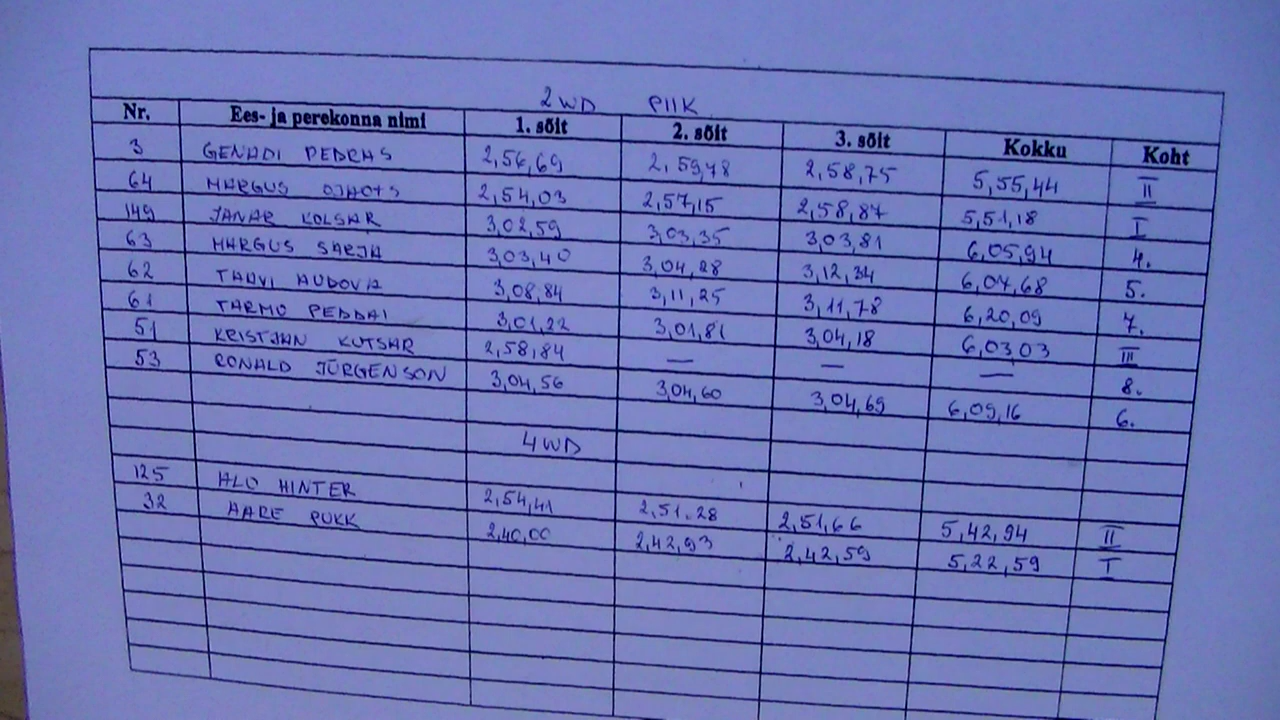 2WD PIIK
Nr. Ees- ja perekonna nimi 1. sõit 2. sõit 3. sõit Kokku Koht
3 GENADI PEDRAS 2,56,69 2,59,48 2,58,75 5,55,44 II
64 MARGUS OJAOTS 2,54,03 2,57,15 2,58,87 5,51,18 I
149 JANAR KOLSAR 3,02,59 3,03,35 3,03,81 6,05,94 4.
63 MARGUS SARJA 3,03,40 3,04,28 3,12,34 6,07,68 5.
62 TANVI AUDOVA 3,08,84 3,11,25 3,11,78 6,20,09 7.
61 TARMO PEDDAI 3,01,22 3,01,81 3,04,18 6,03,03 III
51 KRISTJAN KUTSAR 2,58,84 — — — 8.
53 RONALD JÜRGENSON 3,04,56 3,04,60 3,04,69 6,09,16 6.
4WD
125 ALO HINTER 2,54,41 2,51,28 2,51,66 5,42,94 II
32 AARE PUKK 2,40,00 2,42,93 2,42,59 5,22,59 I